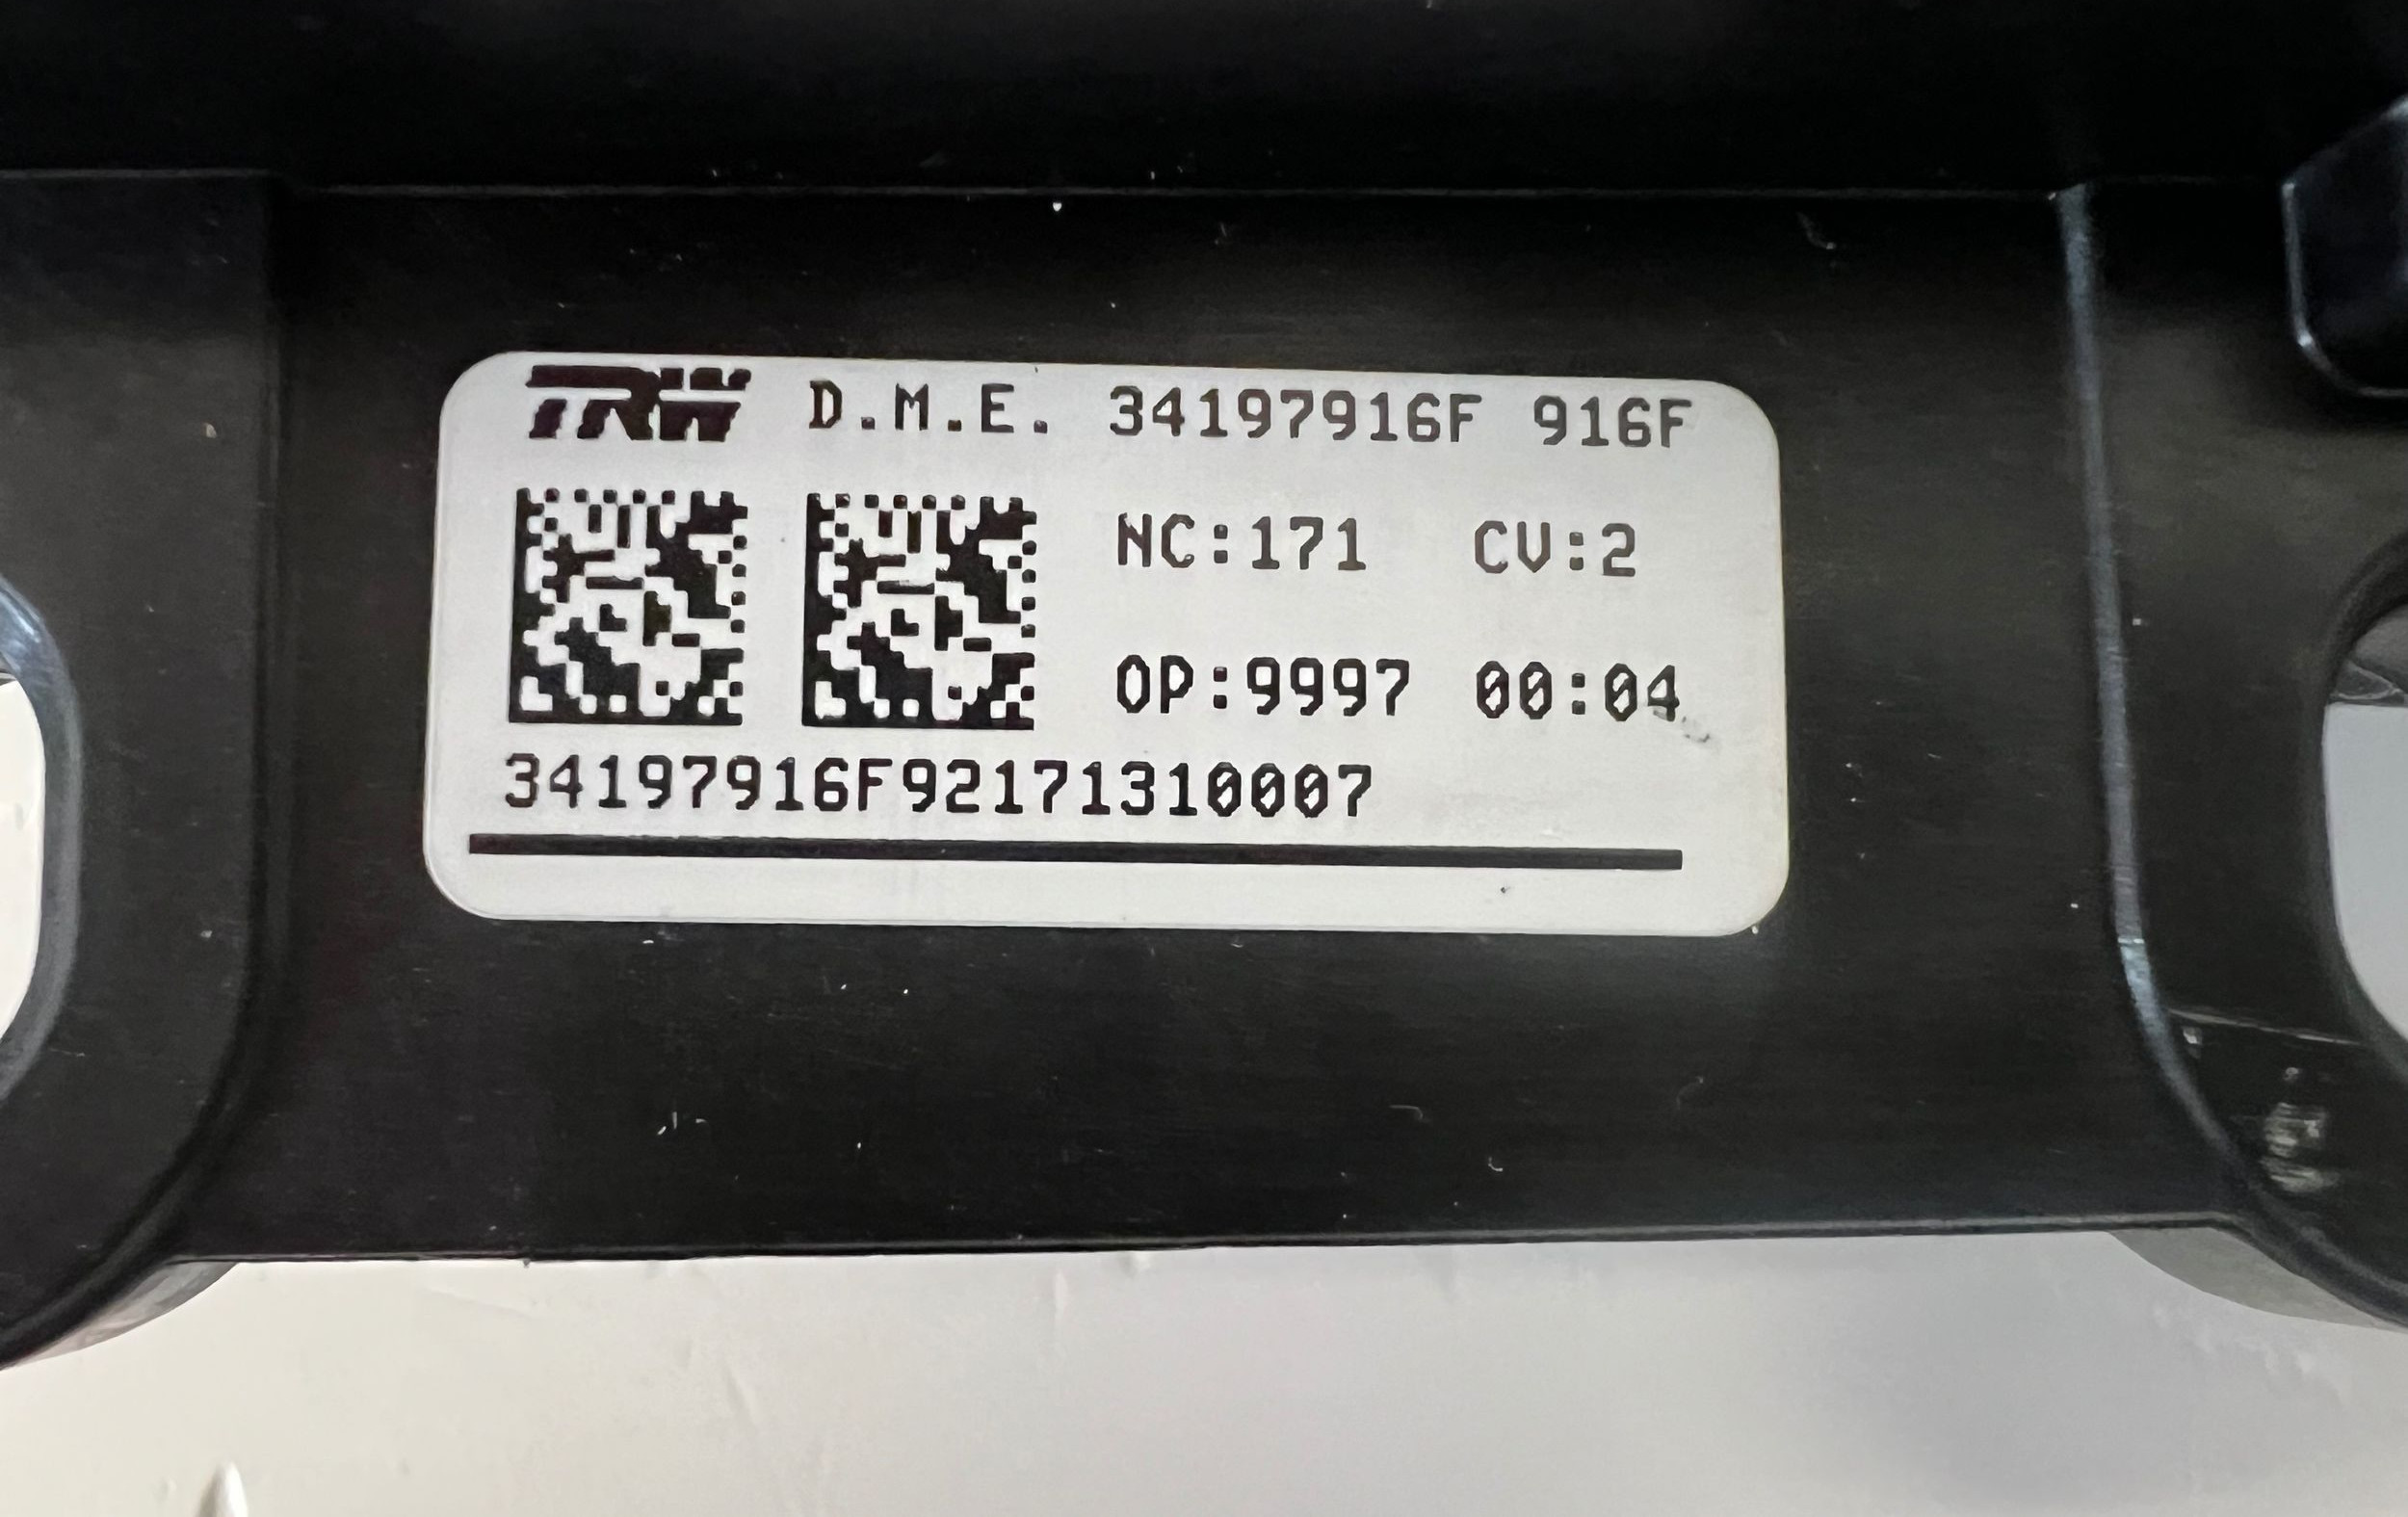 TRW D.M.E. 34197916F 916F
NC:171 CV:2
OP:9997 00:04
34197916F92171310007